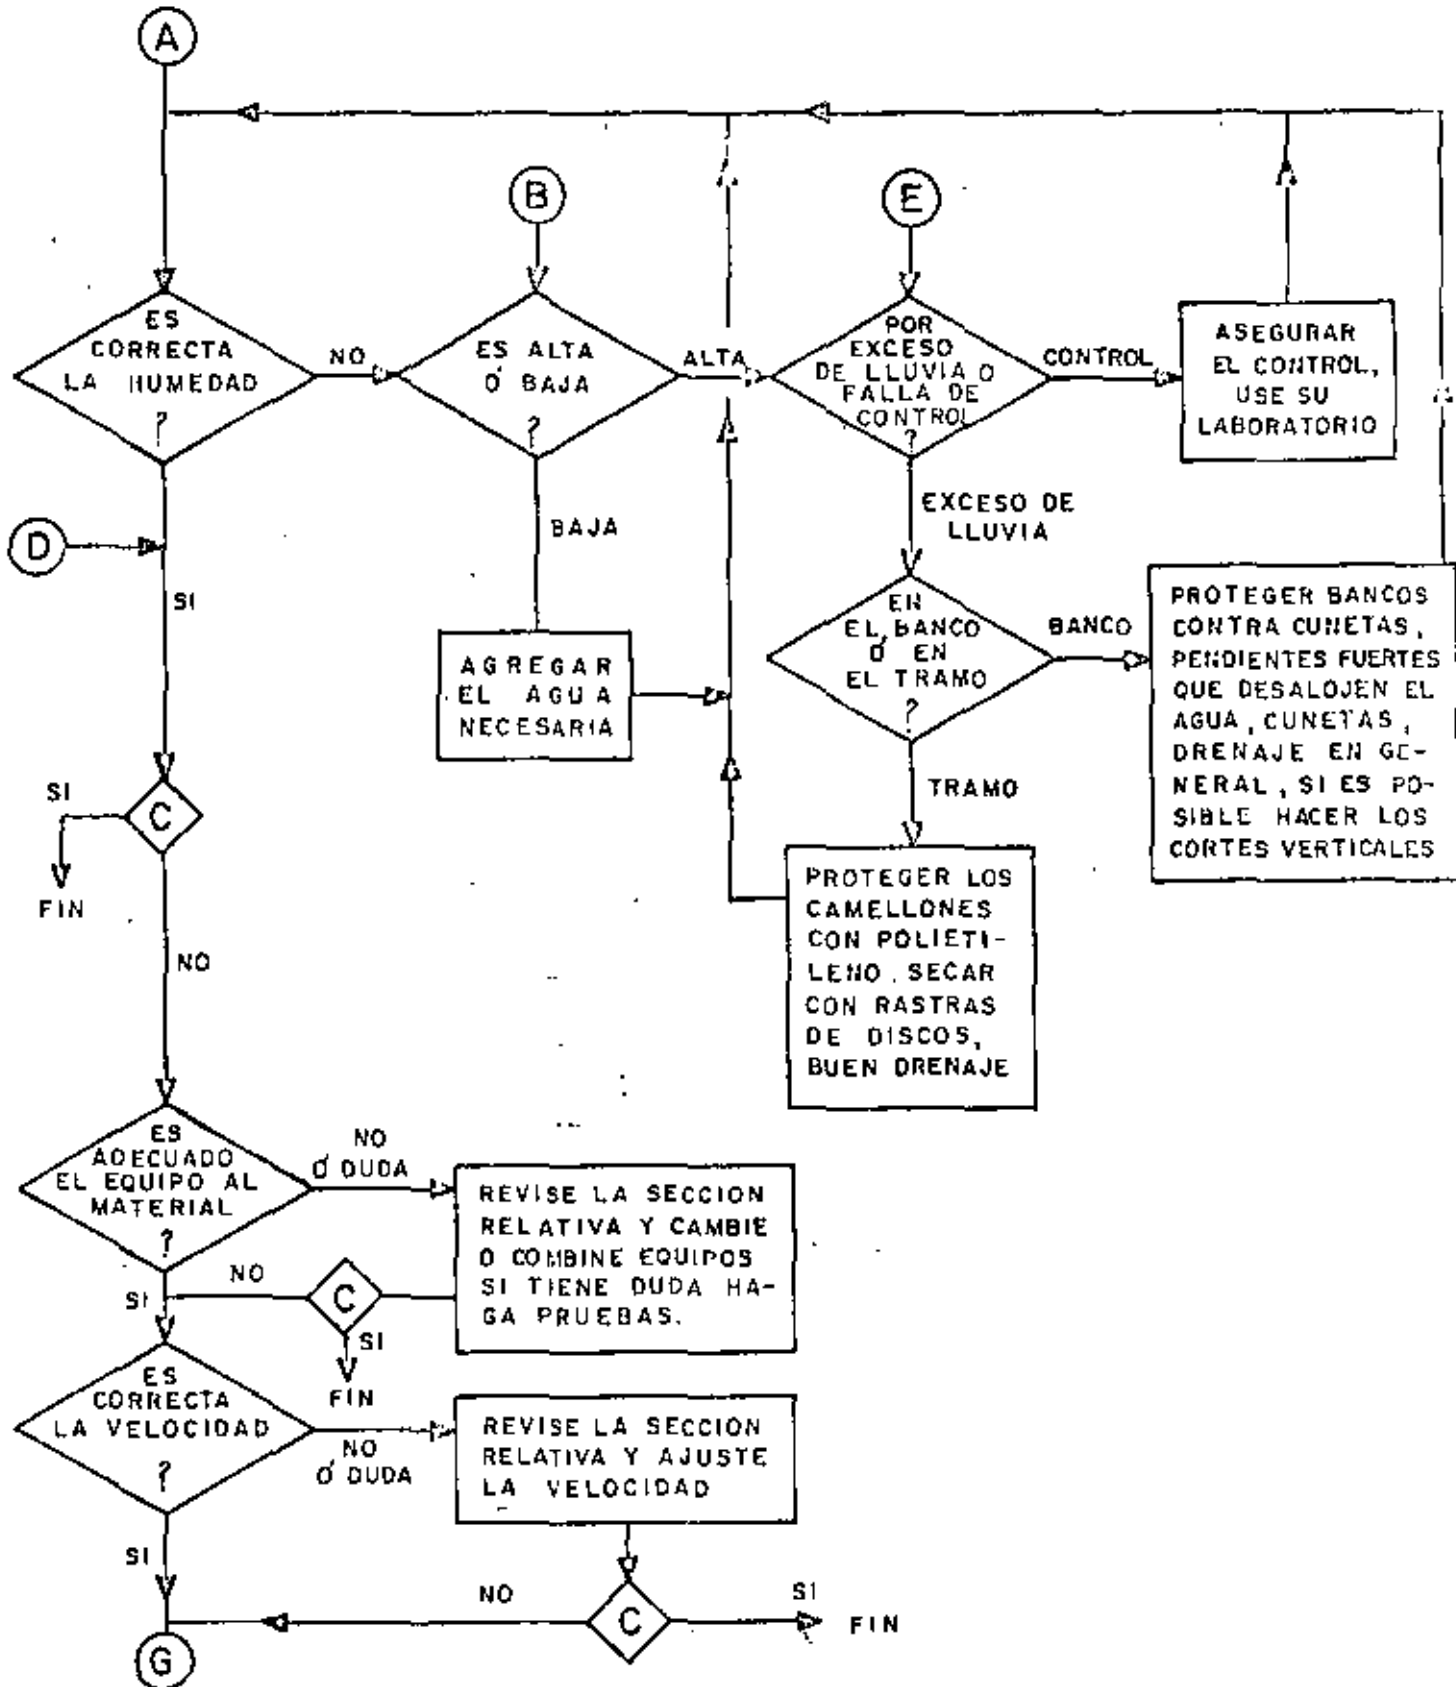 A
B
E
ES
CORRECTA
LA HUMEDAD
?
NO
ES ALTA
Ó BAJA
?
ALTA
POR
EXCESO
DE LLUVIA O
FALLA DE
CONTROL
?
CONTROL
ASEGURAR
EL CONTROL,
USE SU
LABORATORIO
D
SI
BAJA
EXCESO DE
LLUVIA
AGREGAR
EL AGUA
NECESARIA
EN
EL BANCO
Ó EN
EL TRAMO
?
BANCO
PROTEGER BANCOS
CONTRA CUNETAS,
PENDIENTES FUERTES
QUE DESALOJEN EL
AGUA, CUNETAS,
DRENAJE EN GE-
NERAL, SI ES PO-
SIBLE HACER LOS
CORTES VERTICALES
TRAMO
SI
C
FIN
NO
PROTEGER LOS
CAMELLONES
CON POLIETI-
LENO, SECAR
CON RASTRAS
DE DISCOS,
BUEN DRENAJE
ES
ADECUADO
EL EQUIPO AL
MATERIAL
?
NO
Ó DUDA
REVISE LA SECCION
RELATIVA Y CAMBIE
O COMBINE EQUIPOS
SI TIENE DUDA HA-
GA PRUEBAS.
SI
NO
C
SI
FIN
ES
CORRECTA
LA VELOCIDAD
?
NO
Ó DUDA
REVISE LA SECCION
RELATIVA Y AJUSTE
LA VELOCIDAD
SI
NO
C
SI
FIN
G